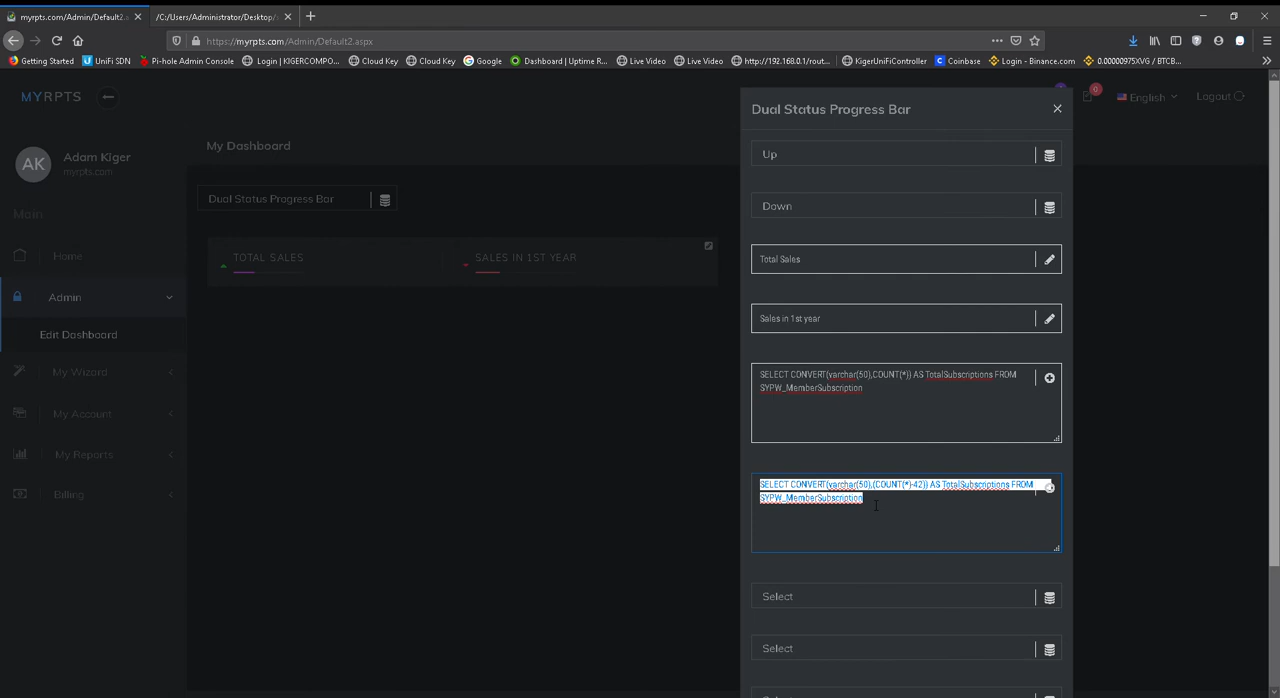 myrpts.com/Admin/Default2.a
/C:/Users/Administrator/Desktop/
https://myrpts.com/Admin/Default2.aspx
Getting Started
UniFi SDN
Pi-hole Admin Console
Login | KIGERCOMPO...
Cloud Key
Cloud Key
Google
Dashboard | Uptime R...
Live Video
Live Video
http://192.168.0.1/rout...
KigerUniFiController
Coinbase
Login - Binance.com
0.00000975XVG / BTCB...
MYRPTS
0
English
Logout
AK
Adam Kiger
myrpts.com
Main
Home
Admin
Edit Dashboard
My Wizard
My Account
My Reports
Billing
My Dashboard
Dual Status Progress Bar
TOTAL SALES
SALES IN 1ST YEAR
Dual Status Progress Bar
Up
Down
Total Sales
Sales in 1st year
SELECT CONVERT(varchar(50),COUNT(*)) AS TotalSubscriptions FROM
SYPW_MemberSubscription
SELECT CONVERT(varchar(50),(COUNT(*)-42)) AS TotalSubscriptions FROM
SYPW_MemberSubscription
Select
Select